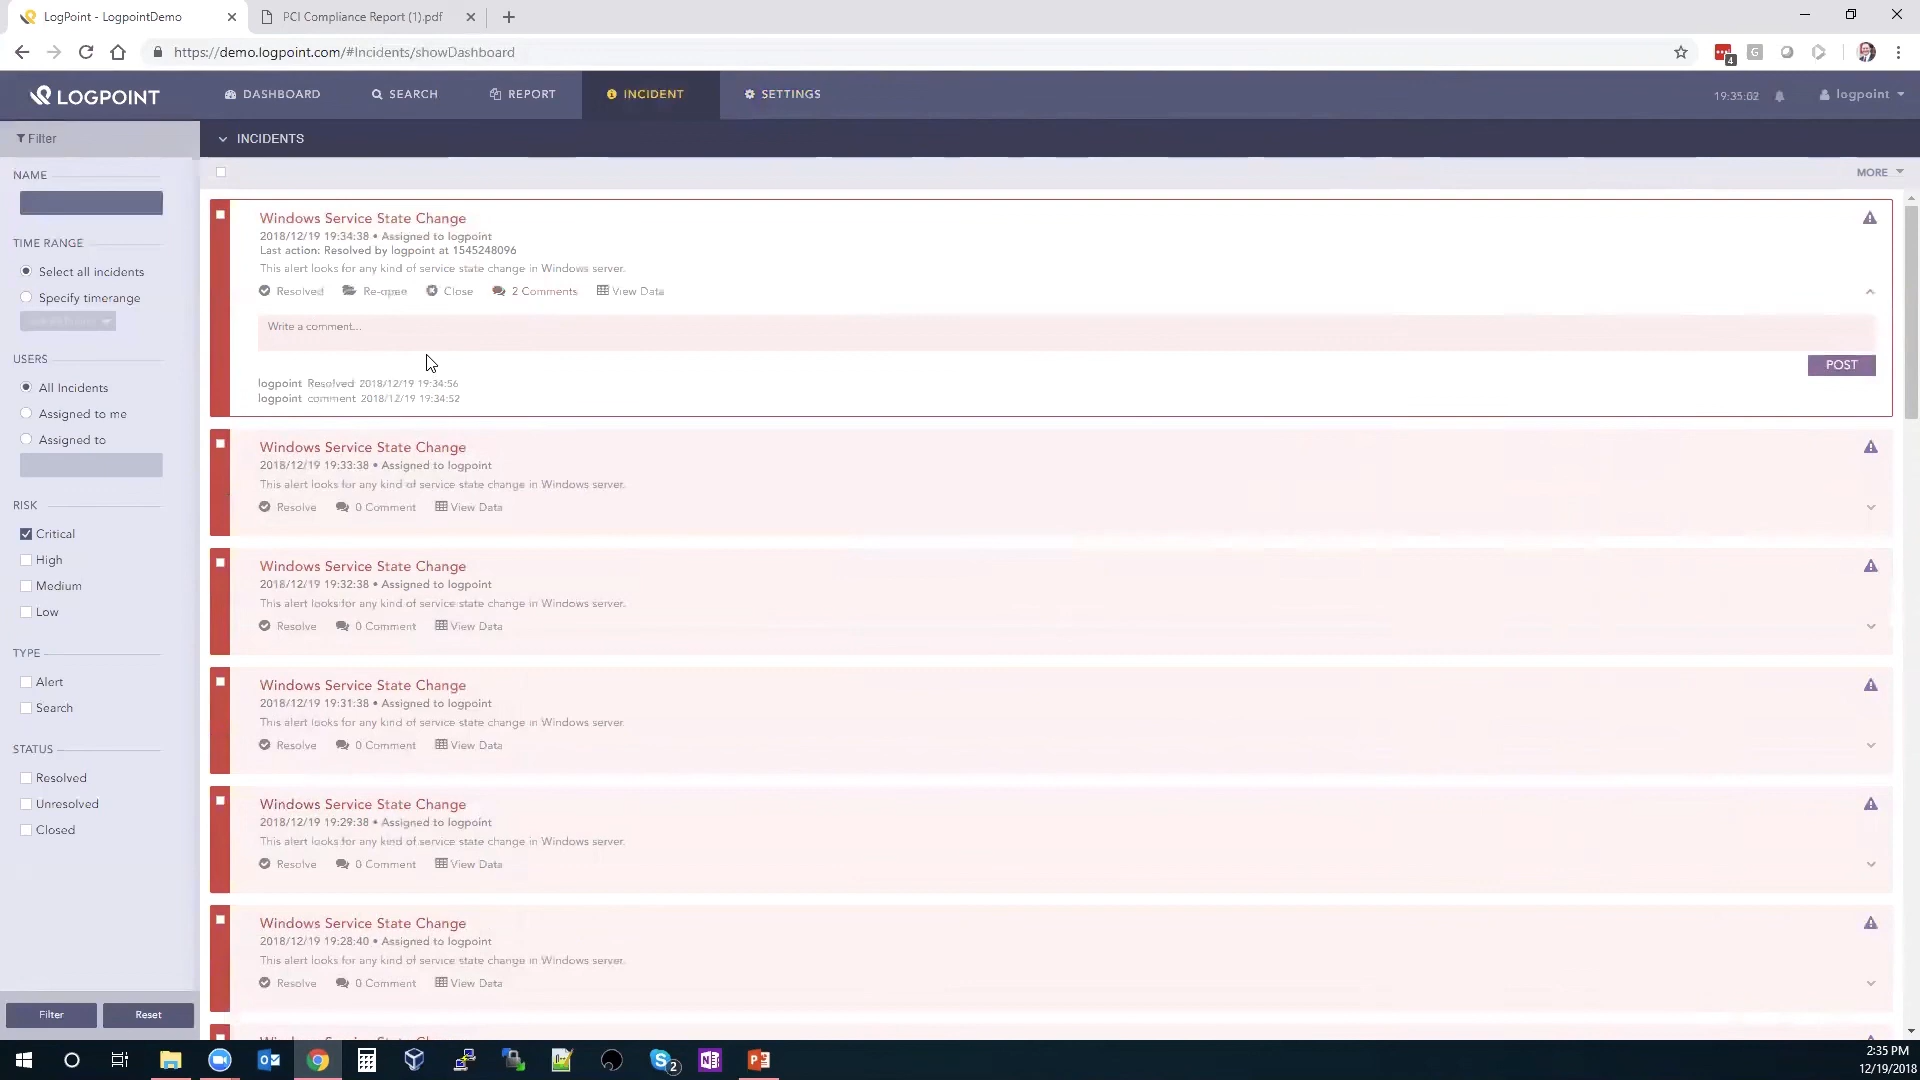 LogPoint - LogpointDemo
PCI Compliance Report (1).pdf
https://demo.logpoint.com/#Incidents/showDashboard
4
G
LOGPOINT
DASHBOARD
SEARCH
REPORT
INCIDENT
SETTINGS
19:35:02
logpoint
Filter
INCIDENTS
MORE
NAME
TIME RANGE
Select all incidents
Specify timerange
USERS
All Incidents
Assigned to me
Assigned to
RISK
Critical
High
Medium
Low
TYPE
Alert
Search
STATUS
Resolved
Unresolved
Closed
Filter
Reset
Windows Service State Change
2018/12/19 19:34:38 • Assigned to logpoint
Last action: Resolved by logpoint at 1545248096
This alert looks for any kind of service state change in Windows server.
Resolved Re-open Close 2 Comments View Data
Write a comment...
POST
logpoint Resolved 2018/12/19 19:34:56
logpoint comment 2018/12/19 19:34:52
Windows Service State Change
2018/12/19 19:33:38 • Assigned to logpoint
This alert looks for any kind of service state change in Windows server.
Resolve 0 Comment View Data
Windows Service State Change
2018/12/19 19:32:38 • Assigned to logpoint
This alert looks for any kind of service state change in Windows server.
Resolve 0 Comment View Data
Windows Service State Change
2018/12/19 19:31:38 • Assigned to logpoint
This alert looks for any kind of service state change in Windows server.
Resolve 0 Comment View Data
Windows Service State Change
2018/12/19 19:29:38 • Assigned to logpoint
This alert looks for any kind of service state change in Windows server.
Resolve 0 Comment View Data
Windows Service State Change
2018/12/19 19:28:40 • Assigned to logpoint
This alert looks for any kind of service state change in Windows server.
Resolve 0 Comment View Data
2:35 PM
12/19/2018